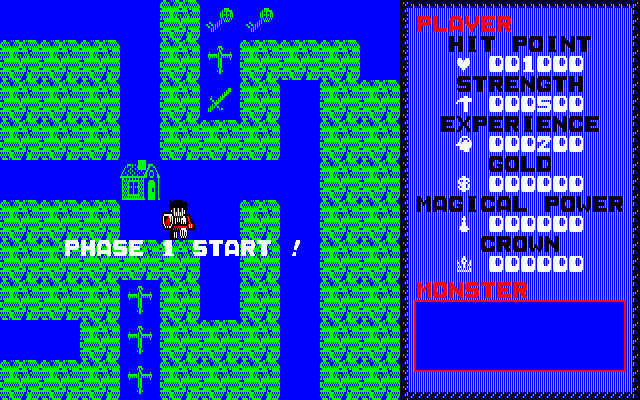 PLAYER
HIT POINT
001000
STRENGTH
000500
EXPERIENCE
000200
GOLD
000000
MAGICAL POWER
000000
CROWN
000000
MONSTER
PHASE 1 START !